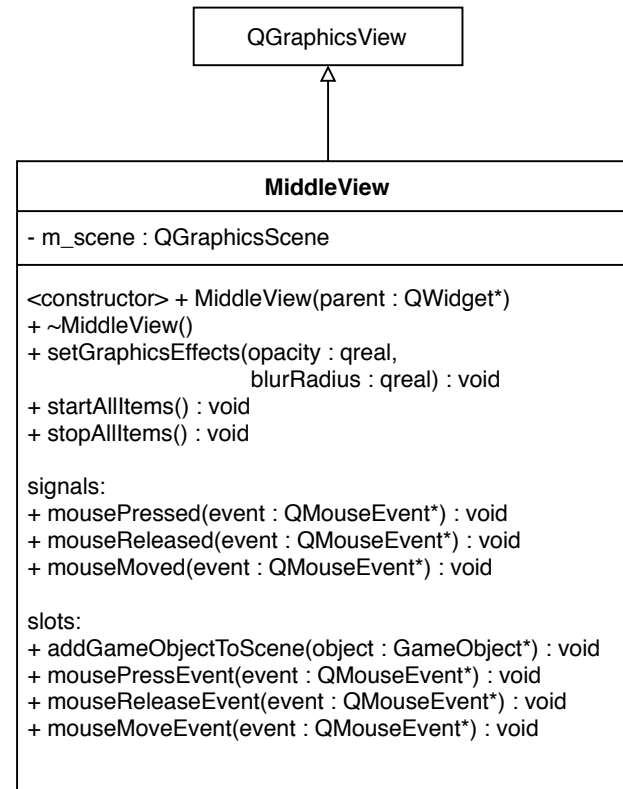 QGraphicsView
MiddleView
- m_scene : QGraphicsScene
<constructor> + MiddleView(parent : QWidget*)
+ ~MiddleView()
+ setGraphicsEffects(opacity : qreal,
blurRadius : qreal) : void
+ startAllItems() : void
+ stopAllItems() : void
signals:
+ mousePressed(event : QMouseEvent*) : void
+ mouseReleased(event : QMouseEvent*) : void
+ mouseMoved(event : QMouseEvent*) : void
slots:
+ addGameObjectToScene(object : GameObject*) : void
+ mousePressEvent(event : QMouseEvent*) : void
+ mouseReleaseEvent(event : QMouseEvent*) : void
+ mouseMoveEvent(event : QMouseEvent*) : void